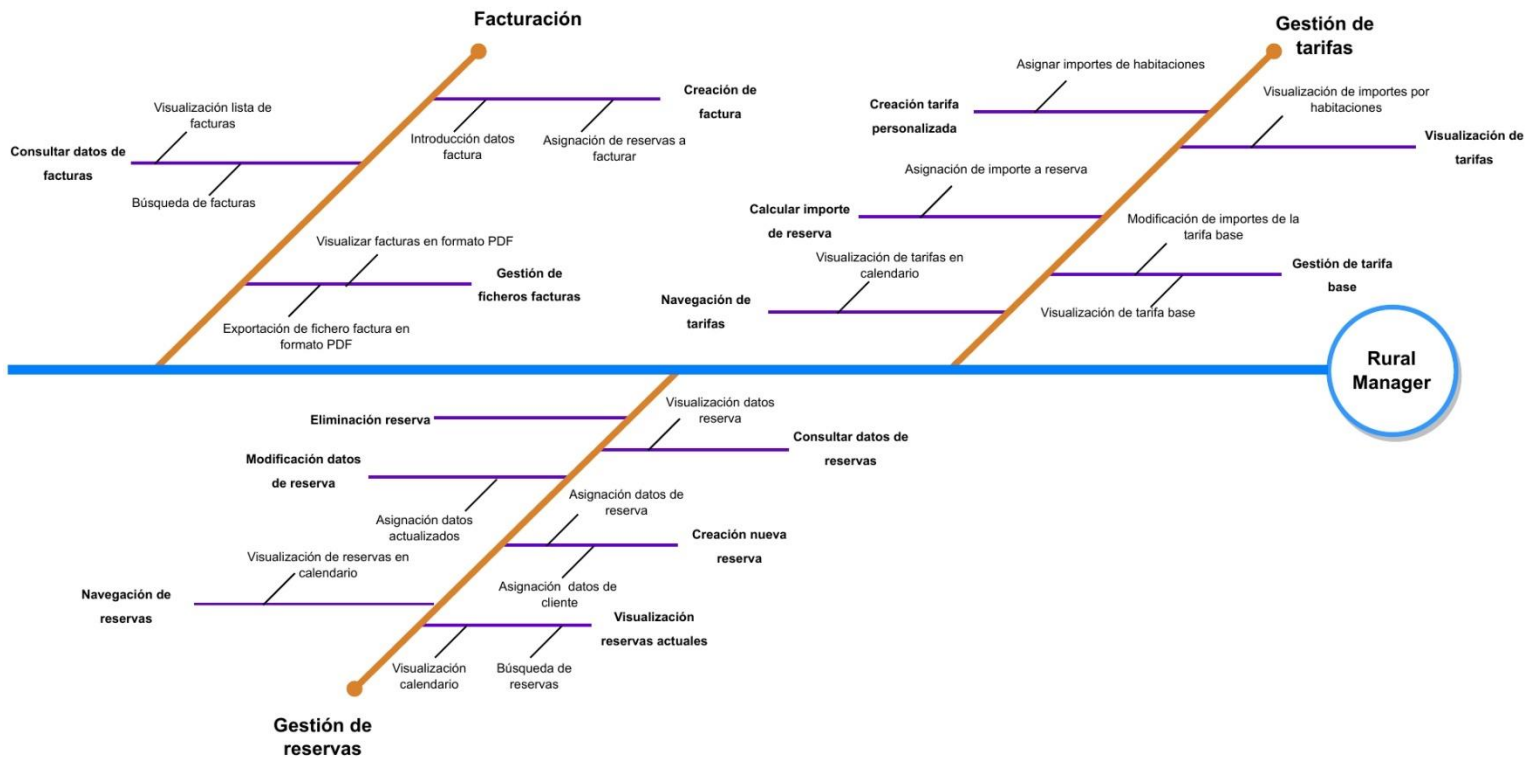 Facturación
Creación de
factura
Introducción datos
factura
Asignación de reservas a
facturar
Visualización lista de
facturas
Consultar datos de
facturas
Búsqueda de facturas
Visualizar facturas en formato PDF
Gestión de
ficheros facturas
Exportación de fichero factura en
formato PDF
Gestión de
tarifas
Asignar importes de habitaciones
Creación tarifa
personalizada
Visualización de importes por
habitaciones
Visualización de
tarifas
Asignación de importe a reserva
Calcular importe
de reserva
Modificación de importes de la
tarifa base
Gestión de tarifa
base
Visualización de tarifa base
Visualización de tarifas en
calendario
Navegación de
tarifas
Rural
Manager
Eliminación reserva
Visualización datos
reserva
Consultar datos de
reservas
Modificación datos
de reserva
Asignación datos
actualizados
Asignación datos de
reserva
Creación nueva
reserva
Asignación  datos de
cliente
Visualización de reservas en
calendario
Navegación de
reservas
Visualización
reservas actuales
Visualización
calendario
Búsqueda de
reservas
Gestión de
reservas